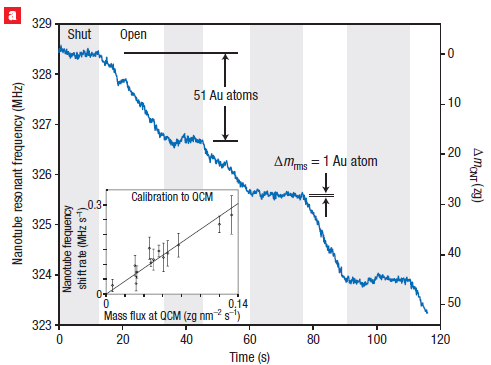 a
Shut Open
329
328
327
326
325
324
323
Nanotube resonant frequency (MHz)
51 Au atoms
Δm_rms = 1 Au atom
0
10
20
30
40
50
Δm_CNT (zg)
Calibration to QCM
0.3
0
Nanotube frequency
shift rate (MHz s⁻¹)
0 0.14
Mass flux at QCM (zg nm⁻² s⁻¹)
0 20 40 60 80 100 120
Time (s)